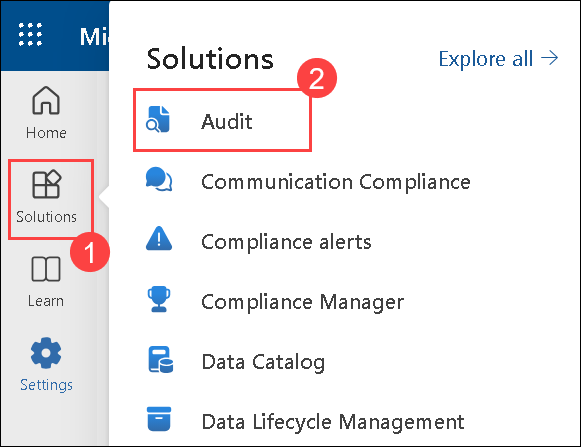 Mi
Solutions
Explore all →
2
Audit
Home
Communication Compliance
Solutions
1
Compliance alerts
Learn
Compliance Manager
Data Catalog
Settings
Data Lifecycle Management